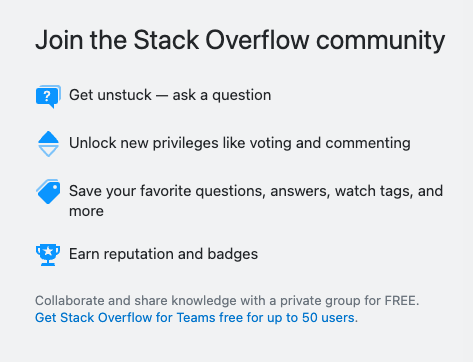 Join the Stack Overflow community
?
Get unstuck — ask a question
Unlock new privileges like voting and commenting
Save your favorite questions, answers, watch tags, and
more
Earn reputation and badges
Collaborate and share knowledge with a private group for FREE.
Get Stack Overflow for Teams free for up to 50 users.